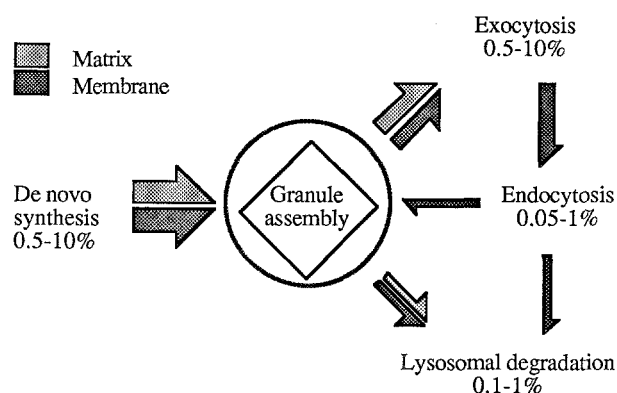 Exocytosis
0.5-10%
Matrix
Membrane
De novo
synthesis
0.5-10%
Granule
assembly
Endocytosis
0.05-1%
Lysosomal degradation
0.1-1%